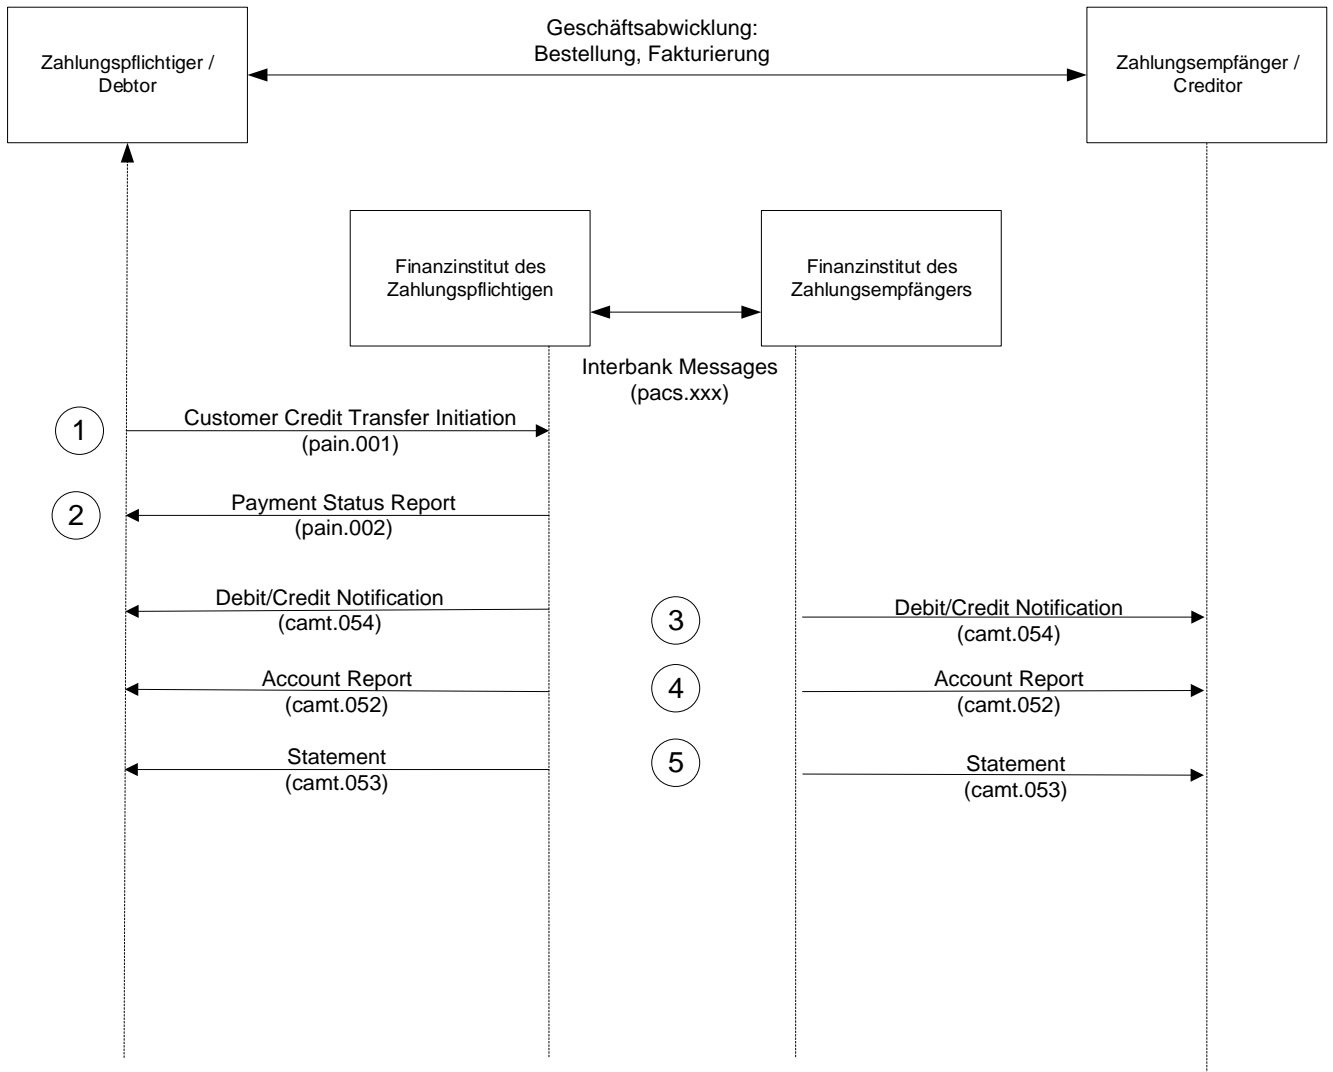 Zahlungspflichtiger /
Debtor
Geschäftsabwicklung:
Bestellung, Fakturierung
Zahlungsempfänger /
Creditor
Finanzinstitut des
Zahlungspflichtigen
Finanzinstitut des
Zahlungsempfängers
Interbank Messages
(pacs.xxx)
1
Customer Credit Transfer Initiation
(pain.001)
2
Payment Status Report
(pain.002)
Debit/Credit Notification
(camt.054)
3
Debit/Credit Notification
(camt.054)
Account Report
(camt.052)
4
Account Report
(camt.052)
Statement
(camt.053)
5
Statement
(camt.053)